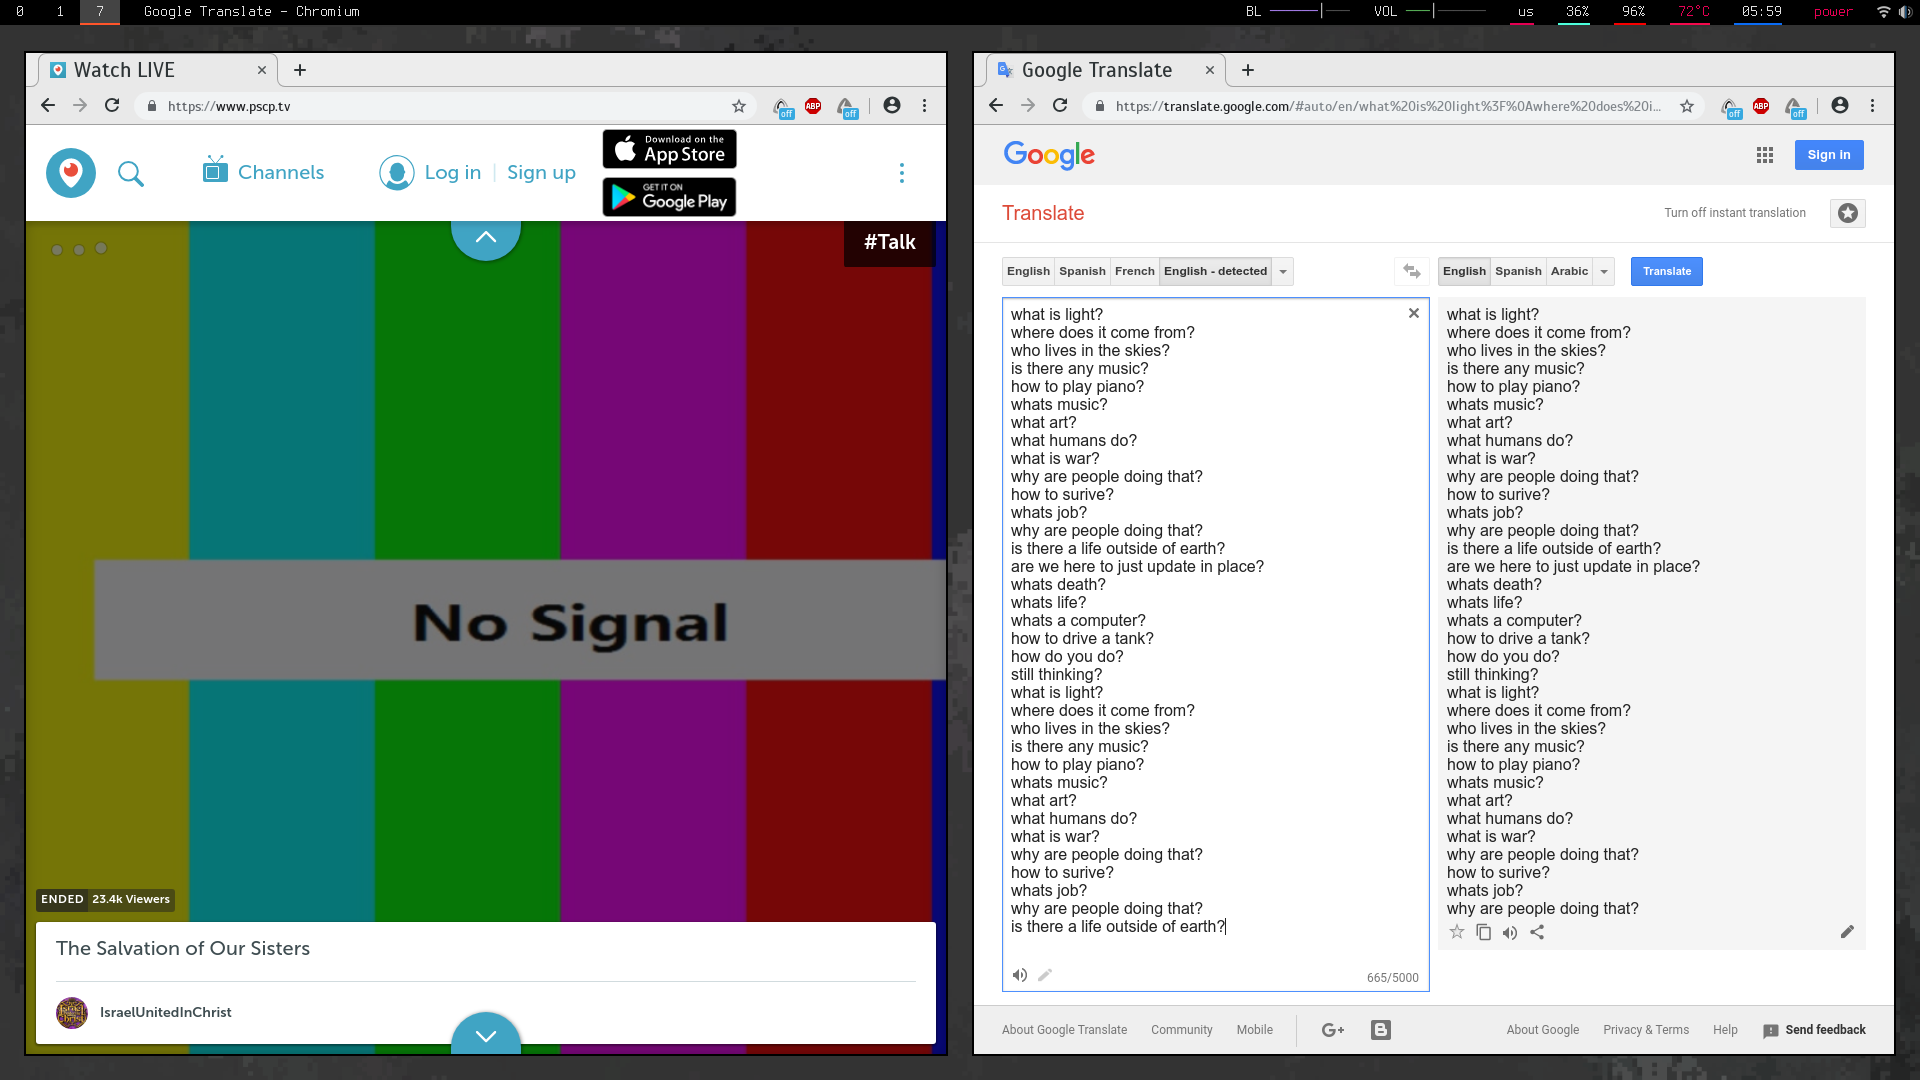 0 1 7 Google Translate - Chromium BL VOL us 36% 96% 72°C 05:59 power
Watch LIVE
https://www.pscp.tv
off ABP off
Channels
Log in Sign up
Download on the
App Store
GET IT ON
Google Play
#Talk
No Signal
ENDED 23.4k Viewers
The Salvation of Our Sisters
IsraelUnitedInChrist
Google Translate
https://translate.google.com/#auto/en/what%20is%20light%3F%0Awhere%20does%20i...
off ABP off
Google
Sign in
Translate
Turn off instant translation
English Spanish French English - detected
English Spanish Arabic Translate
what is light?
where does it come from?
who lives in the skies?
is there any music?
how to play piano?
whats music?
what art?
what humans do?
what is war?
why are people doing that?
how to surive?
whats job?
why are people doing that?
is there a life outside of earth?
are we here to just update in place?
whats death?
whats life?
whats a computer?
how to drive a tank?
how do you do?
still thinking?
what is light?
where does it come from?
who lives in the skies?
is there any music?
how to play piano?
whats music?
what art?
what humans do?
what is war?
why are people doing that?
how to surive?
whats job?
why are people doing that?
is there a life outside of earth?
665/5000
what is light?
where does it come from?
who lives in the skies?
is there any music?
how to play piano?
whats music?
what art?
what humans do?
what is war?
why are people doing that?
how to surive?
whats job?
why are people doing that?
is there a life outside of earth?
are we here to just update in place?
whats death?
whats life?
whats a computer?
how to drive a tank?
how do you do?
still thinking?
what is light?
where does it come from?
who lives in the skies?
is there any music?
how to play piano?
whats music?
what art?
what humans do?
what is war?
why are people doing that?
how to surive?
whats job?
why are people doing that?
About Google Translate Community Mobile G+ About Google Privacy & Terms Help Send feedback